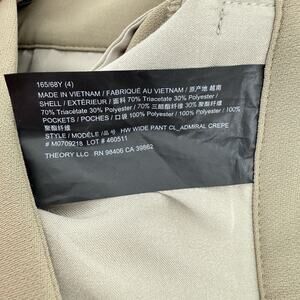 165/68Y (4)
MADE IN VIETNAM / FABRIQUÉ AU VIETNAM / 原产地 越南
SHELL / EXTÉRIEUR / 面料 70% Triacetate 30% Polyester /
70% Triacétate 30% Polyester / 70% 三醋酯纤维 30%
聚酯纤维
POCKETS / POCHES / 口袋 100% Polyester / 100% Polyester / 100%
聚酯纤维
STYLE / MODÈLE /品号 HW WIDE PANT CL_ADMIRAL CREPE
# M0709218 LOT # 460511
THEORY LLC RN 98406 CA 39862